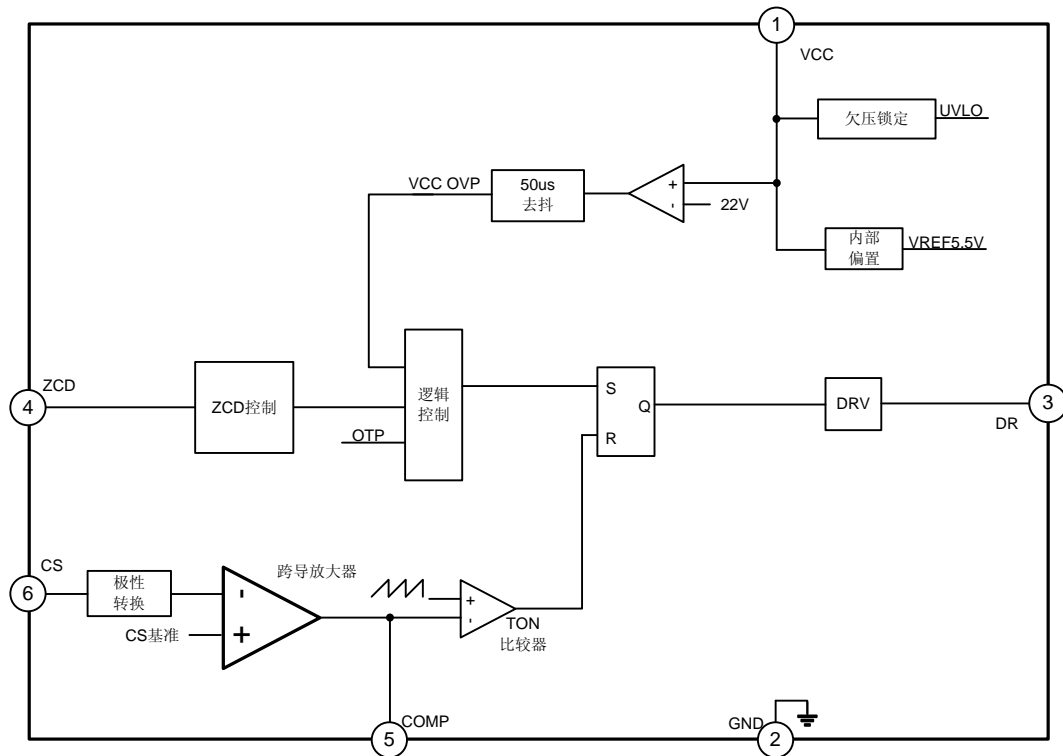 1
VCC
欠压锁定
UVLO
VCC OVP
50us
去抖
+
-
22V
内部
偏置
VREF5.5V
4
ZCD
ZCD控制
逻辑
控制
OTP
S
R
Q
DRV
3
DR
6
CS
极性
转换
CS基准
-
+
跨导放大器
+
-
TON
比较器
5
COMP
GND
2